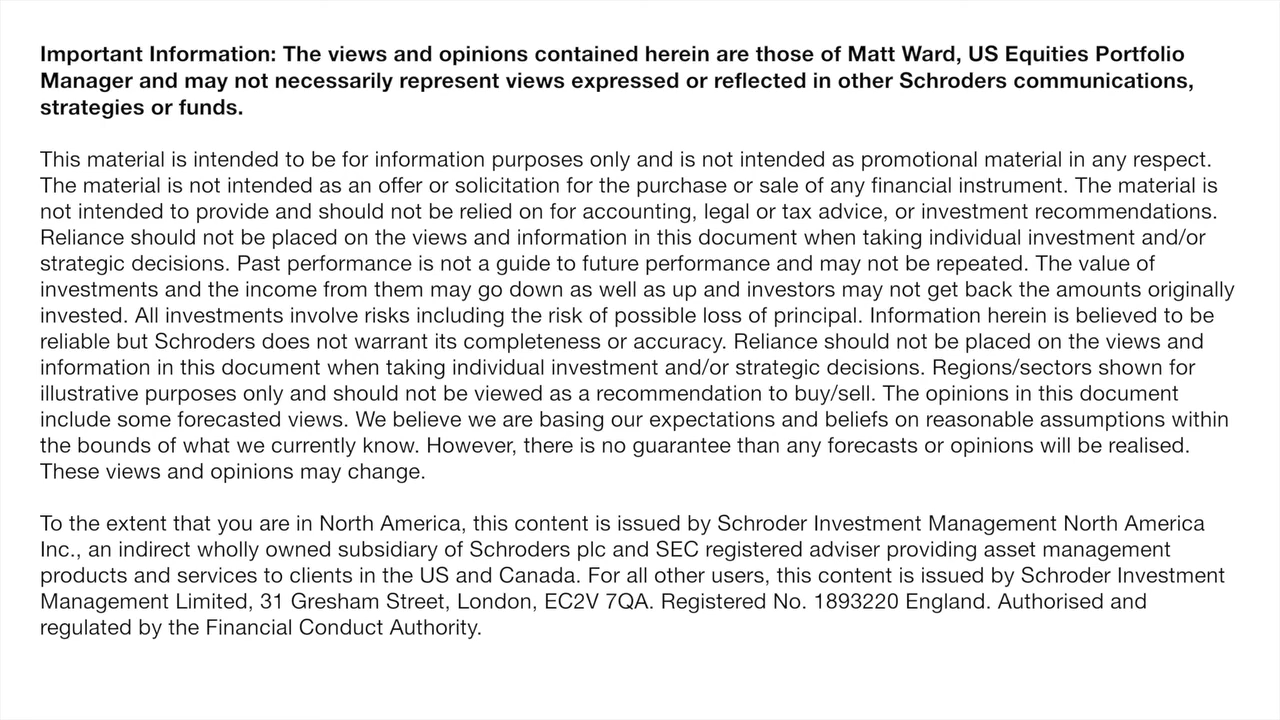 Important Information: The views and opinions contained herein are those of Matt Ward, US Equities Portfolio
Manager and may not necessarily represent views expressed or reflected in other Schroders communications,
strategies or funds.
This material is intended to be for information purposes only and is not intended as promotional material in any respect.
The material is not intended as an offer or solicitation for the purchase or sale of any financial instrument. The material is
not intended to provide and should not be relied on for accounting, legal or tax advice, or investment recommendations.
Reliance should not be placed on the views and information in this document when taking individual investment and/or
strategic decisions. Past performance is not a guide to future performance and may not be repeated. The value of
investments and the income from them may go down as well as up and investors may not get back the amounts originally
invested. All investments involve risks including the risk of possible loss of principal. Information herein is believed to be
reliable but Schroders does not warrant its completeness or accuracy. Reliance should not be placed on the views and
information in this document when taking individual investment and/or strategic decisions. Regions/sectors shown for
illustrative purposes only and should not be viewed as a recommendation to buy/sell. The opinions in this document
include some forecasted views. We believe we are basing our expectations and beliefs on reasonable assumptions within
the bounds of what we currently know. However, there is no guarantee than any forecasts or opinions will be realised.
These views and opinions may change.
To the extent that you are in North America, this content is issued by Schroder Investment Management North America
Inc., an indirect wholly owned subsidiary of Schroders plc and SEC registered adviser providing asset management
products and services to clients in the US and Canada. For all other users, this content is issued by Schroder Investment
Management Limited, 31 Gresham Street, London, EC2V 7QA. Registered No. 1893220 England. Authorised and
regulated by the Financial Conduct Authority.